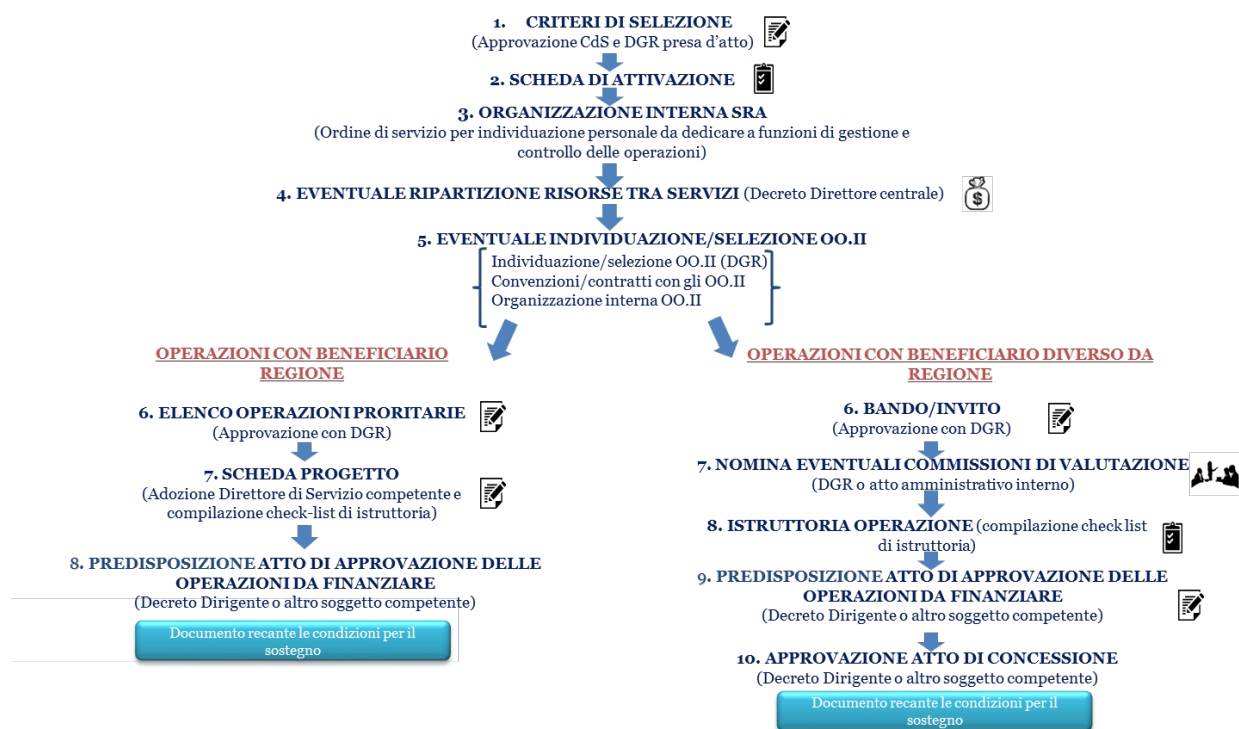 1. CRITERI DI SELEZIONE
(Approvazione CdS e DGR presa d'atto)
2. SCHEDA DI ATTIVAZIONE
3. ORGANIZZAZIONE INTERNA SRA
(Ordine di servizio per individuazione personale da dedicare a funzioni di gestione e
controllo delle operazioni)
4. EVENTUALE RIPARTIZIONE RISORSE TRA SERVIZI (Decreto Direttore centrale)
5. EVENTUALE INDIVIDUAZIONE/SELEZIONE OO.II
Individuazione/selezione OO.II (DGR)
Convenzioni/contratti con gli OO.II
Organizzazione interna OO.II
OPERAZIONI CON BENEFICIARIO
REGIONE
6. ELENCO OPERAZIONI PRORITARIE
(Approvazione con DGR)
7. SCHEDA PROGETTO
(Adozione Direttore di Servizio competente e
compilazione check-list di istruttoria)
8. PREDISPOSIZIONE ATTO DI APPROVAZIONE DELLE
OPERAZIONI DA FINANZIARE
(Decreto Dirigente o altro soggetto competente)
Documento recante le condizioni per il
sostegno
OPERAZIONI CON BENEFICIARIO DIVERSO DA
REGIONE
6. BANDO/INVITO
(Approvazione con DGR)
7. NOMINA EVENTUALI COMMISSIONI DI VALUTAZIONE
(DGR o atto amministrativo interno)
8. ISTRUTTORIA OPERAZIONE (compilazione check list
di istruttoria)
9. PREDISPOSIZIONE ATTO DI APPROVAZIONE DELLE
OPERAZIONI DA FINANZIARE
(Decreto Dirigente o altro soggetto competente)
10. APPROVAZIONE ATTO DI CONCESSIONE
(Decreto Dirigente o altro soggetto competente)
Documento recante le condizioni per il
sostegno